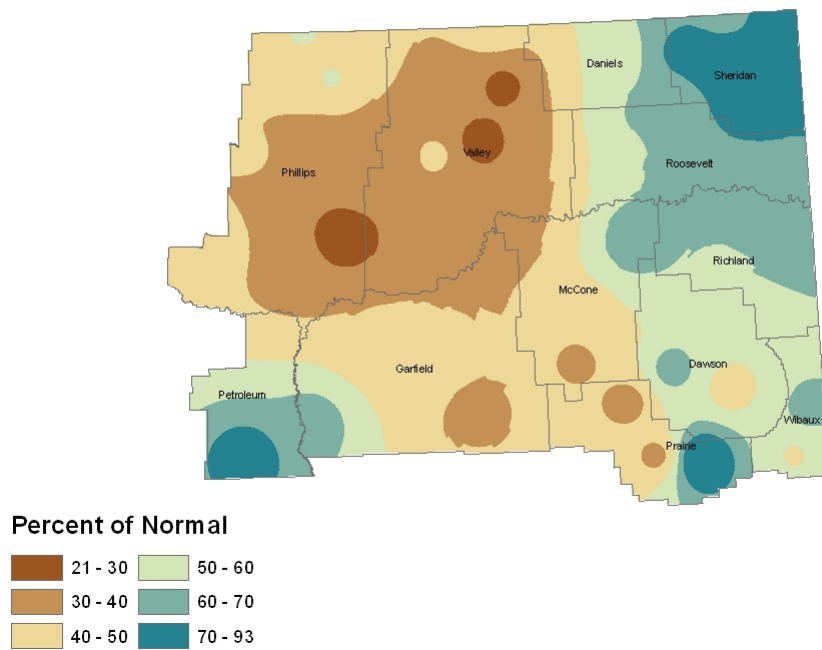 Daniels
Sheridan
Valley
Roosevelt
Phillips
Richland
McCone
Dawson
Garfield
Petroleum
Wibaux
Prairie
Percent of Normal
21 - 30
50 - 60
30 - 40
60 - 70
40 - 50
70 - 93